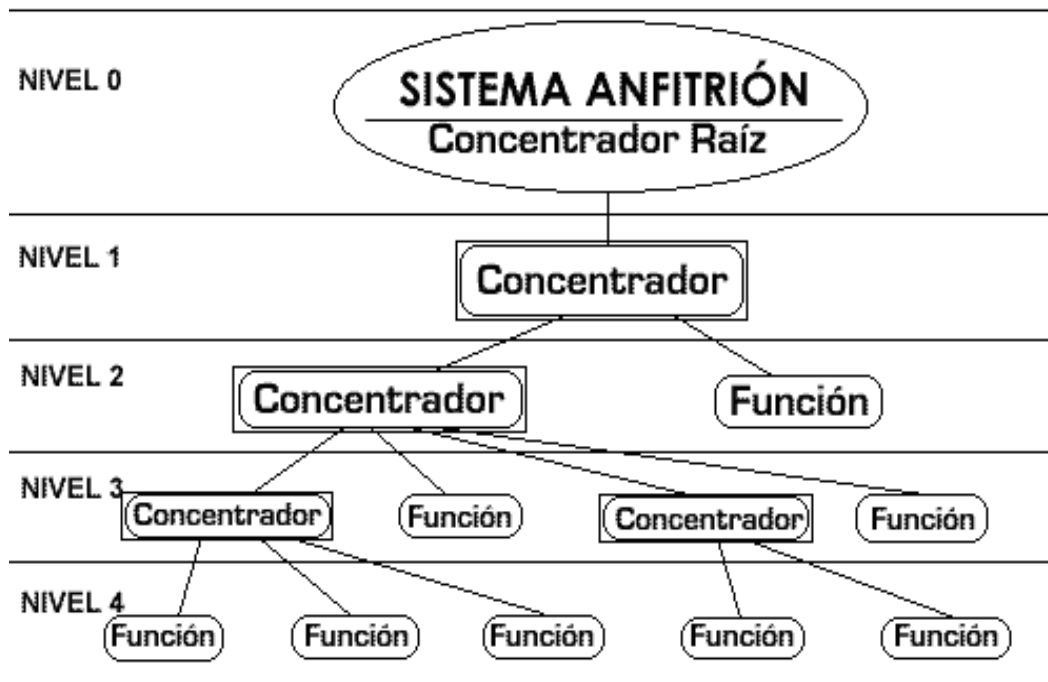 NIVEL 0
SISTEMA ANFITRIÓN
Concentrador Raíz
NIVEL 1
Concentrador
NIVEL 2
Concentrador
Función
NIVEL 3
Concentrador
Función
Concentrador
Función
NIVEL 4
Función
Función
Función
Función
Función